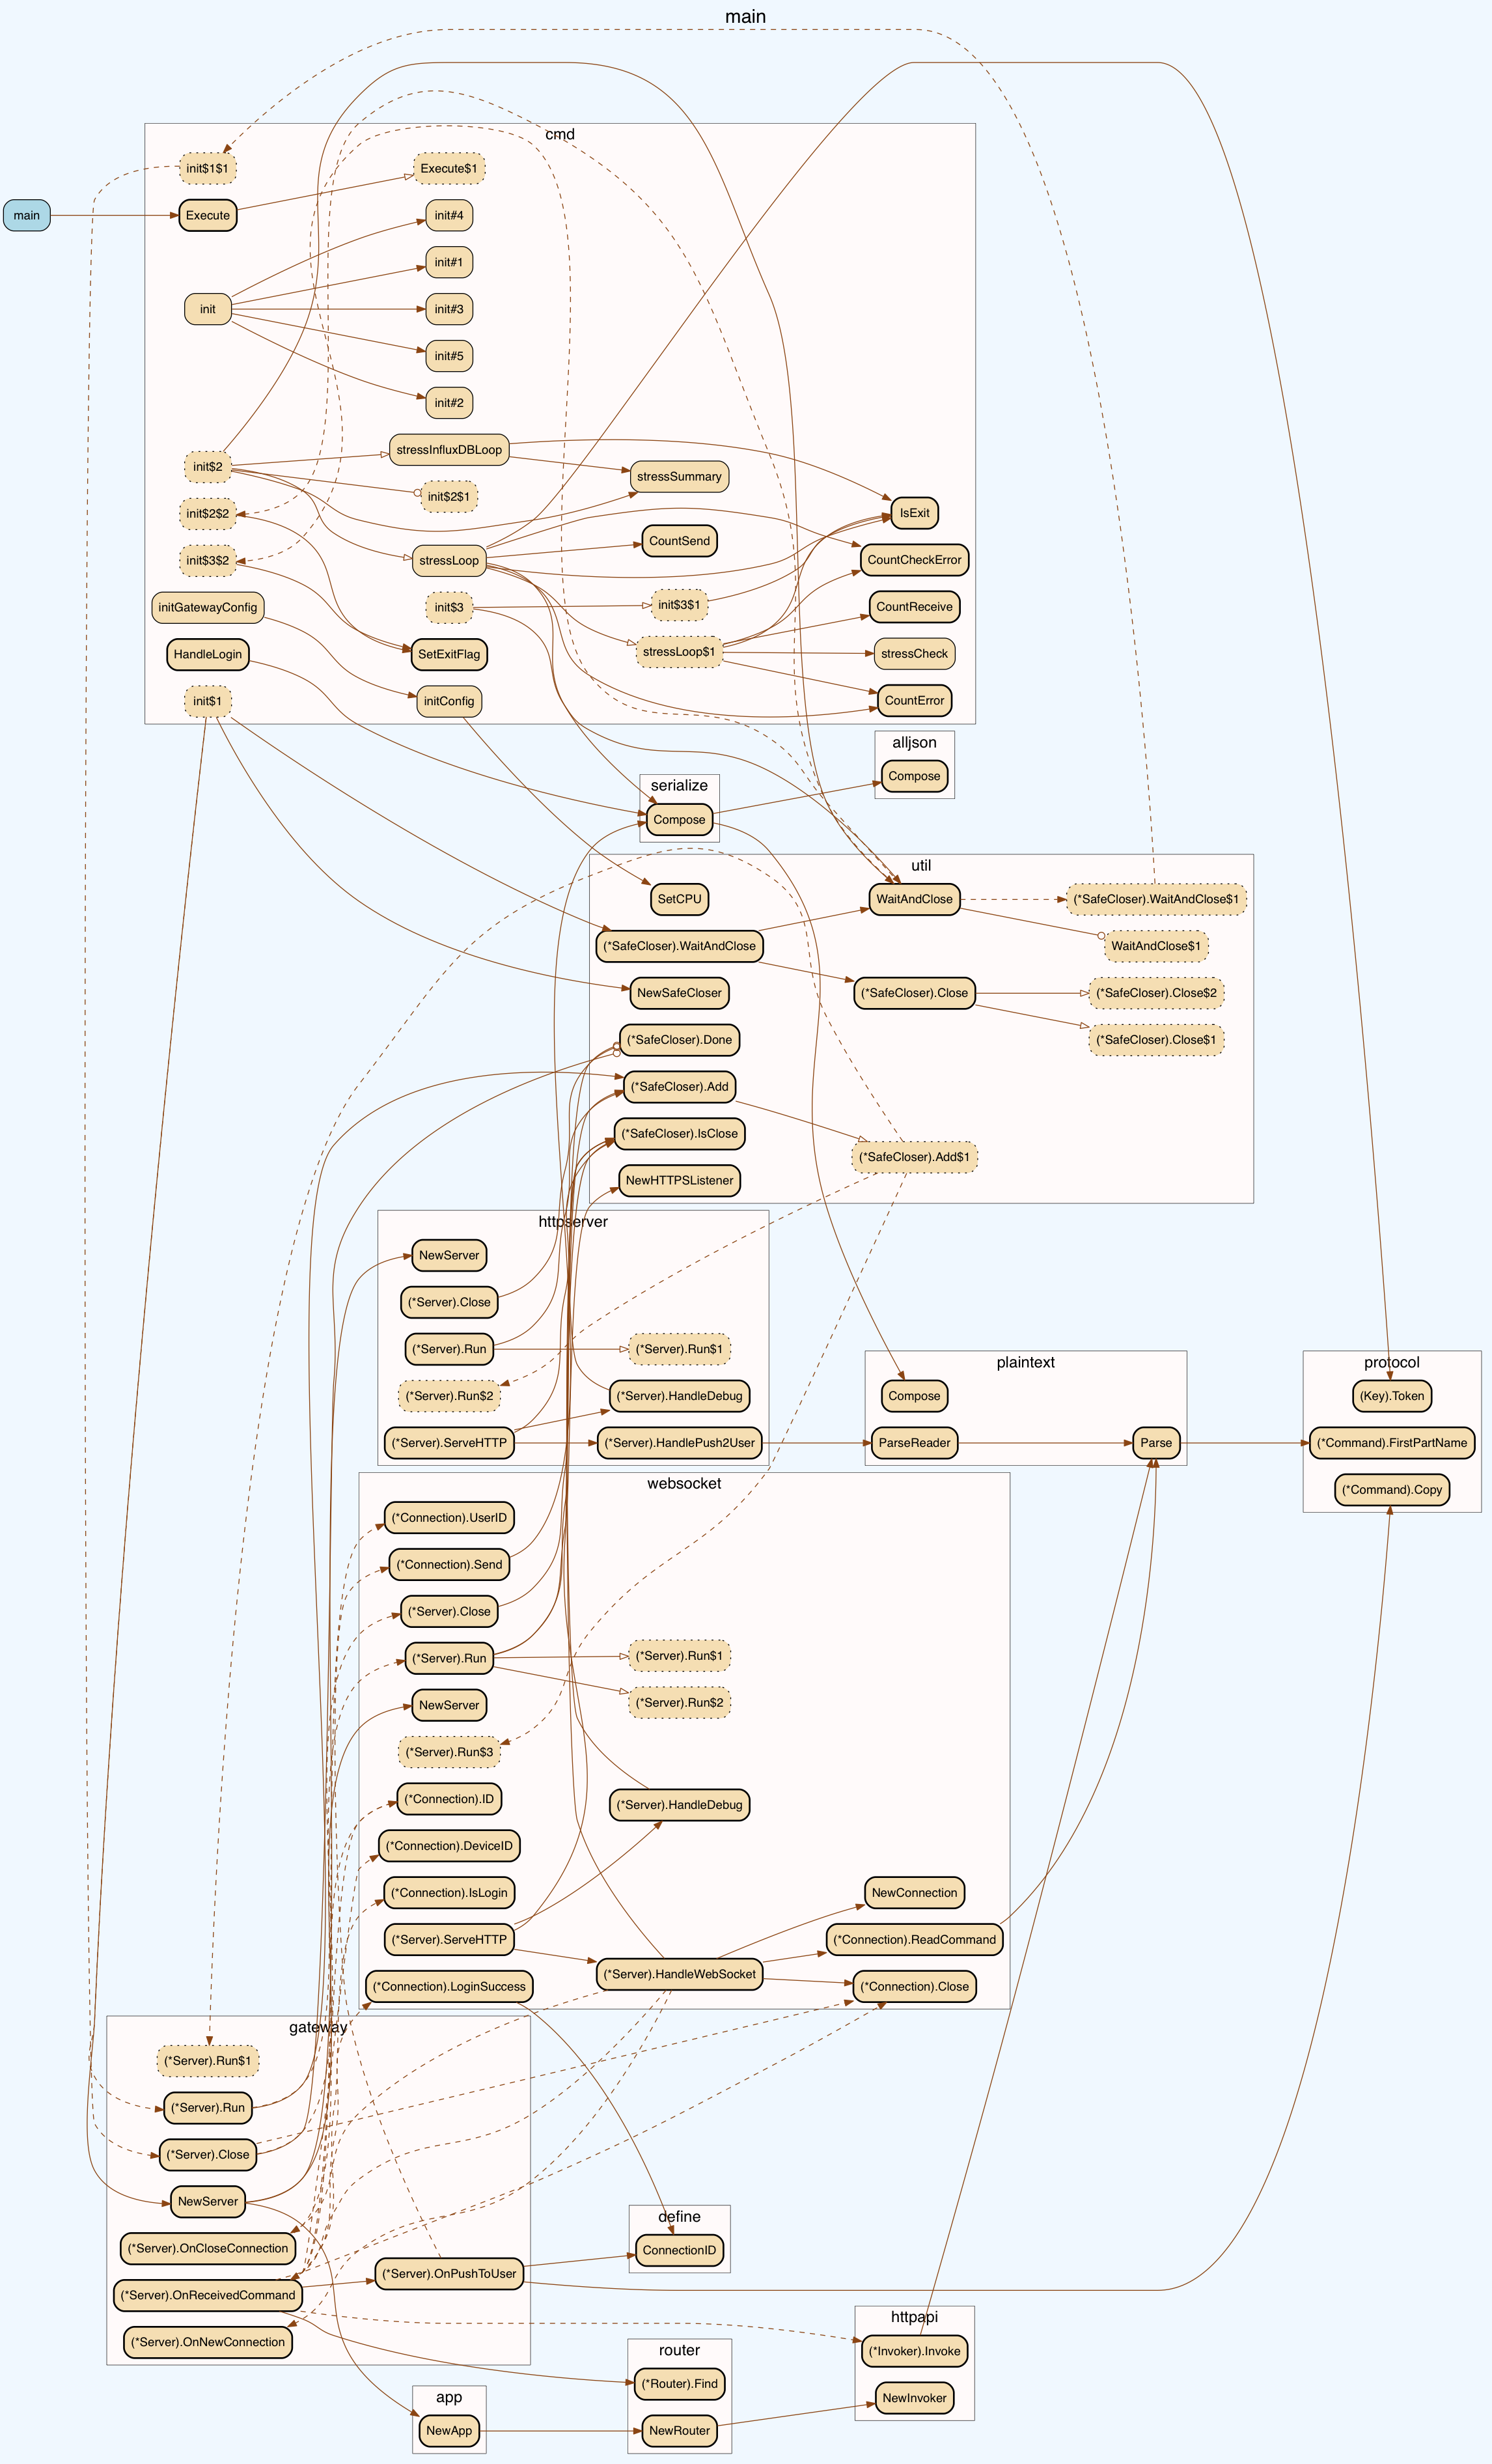 main
cmd
init$1$1
Execute$1
main
Execute
init#4
init#1
init
init#3
init#5
init#2
stressInfluxDBLoop
init$2
stressSummary
init$2$1
init$2$2
IsExit
CountSend
init$3$2
stressLoop
CountCheckError
initGatewayConfig
init$3
init$3$1
CountReceive
HandleLogin
SetExitFlag
stressLoop$1
stressCheck
init$1
initConfig
CountError
alljson
Compose
serialize
Compose
util
SetCPU
WaitAndClose
(*SafeCloser).WaitAndClose$1
(*SafeCloser).WaitAndClose
WaitAndClose$1
NewSafeCloser
(*SafeCloser).Close
(*SafeCloser).Close$2
(*SafeCloser).Done
(*SafeCloser).Close$1
(*SafeCloser).Add
(*SafeCloser).IsClose
(*SafeCloser).Add$1
NewHTTPSListener
httpserver
NewServer
(*Server).Close
(*Server).Run
(*Server).Run$1
(*Server).Run$2
(*Server).HandleDebug
(*Server).ServeHTTP
(*Server).HandlePush2User
plaintext
Compose
ParseReader
Parse
protocol
(Key).Token
(*Command).FirstPartName
(*Command).Copy
websocket
(*Connection).UserID
(*Connection).Send
(*Server).Close
(*Server).Run
(*Server).Run$1
NewServer
(*Server).Run$2
(*Server).Run$3
(*Connection).ID
(*Server).HandleDebug
(*Connection).DeviceID
(*Connection).IsLogin
NewConnection
(*Server).ServeHTTP
(*Connection).ReadCommand
(*Server).HandleWebSocket
(*Connection).LoginSuccess
(*Connection).Close
gateway
(*Server).Run$1
(*Server).Run
(*Server).Close
NewServer
(*Server).OnCloseConnection
(*Server).OnPushToUser
(*Server).OnReceivedCommand
(*Server).OnNewConnection
define
ConnectionID
httpapi
(*Invoker).Invoke
NewInvoker
router
(*Router).Find
NewRouter
app
NewApp